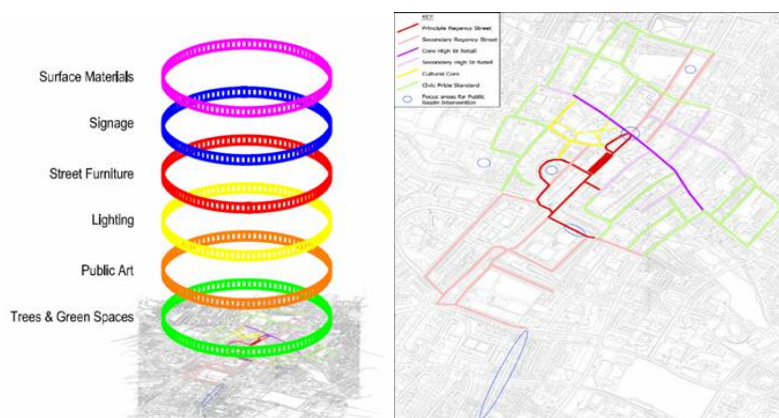 Surface Materials
Signage
Street Furniture
Lighting
Public Art
Trees & Green Spaces
KEY
Principle Regency Street
Secondary Regency Street
Core High St Retail
Secondary High St Retail
Cultural Core
Civic Pride Standard
Focus areas for Public
Realm Intervention